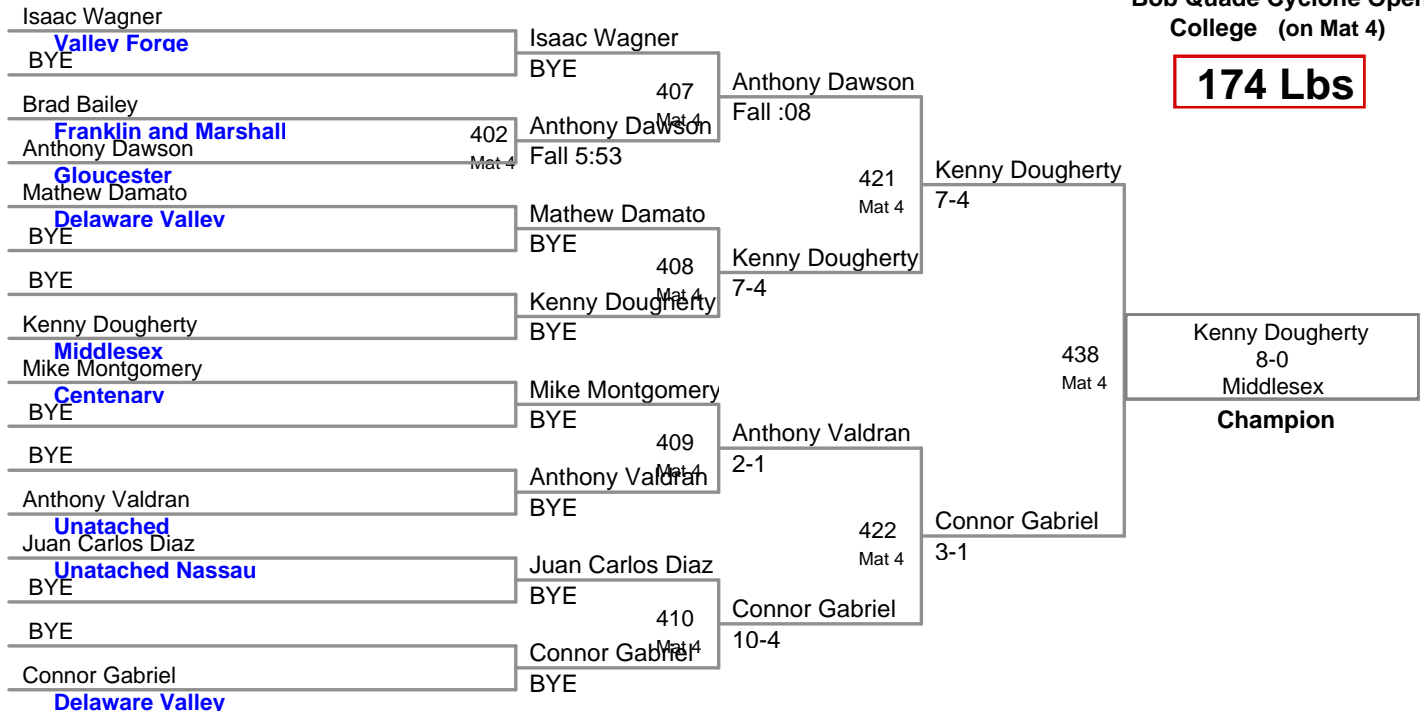 Bob Quade Cyclone Open
College (on Mat 4)
174 Lbs
Isaac Wagner
Valley Forge
BYE
Brad Bailey
Franklin and Marshall
Anthony Dawson
Gloucester
Mathew Damato
Delaware Valley
BYE
BYE
Kenny Dougherty
Middlesex
Mike Montgomery
Centenary
BYE
BYE
Anthony Valdran
Unatached
Juan Carlos Diaz
Unatached Nassau
BYE
BYE
Connor Gabriel
Delaware Valley
402
Mat 4
Isaac Wagner
BYE
Anthony Dawson
Fall 5:53
Mathew Damato
BYE
Kenny Dougherty
BYE
Mike Montgomery
BYE
Anthony Valdran
BYE
Juan Carlos Diaz
BYE
Connor Gabriel
BYE
407
Mat 4
408
Mat 4
409
Mat 4
410
Mat 4
Anthony Dawson
Fall :08
Kenny Dougherty
7-4
Anthony Valdran
2-1
Connor Gabriel
10-4
421
Mat 4
422
Mat 4
Kenny Dougherty
7-4
Connor Gabriel
3-1
438
Mat 4
Kenny Dougherty
8-0
Middlesex
Champion